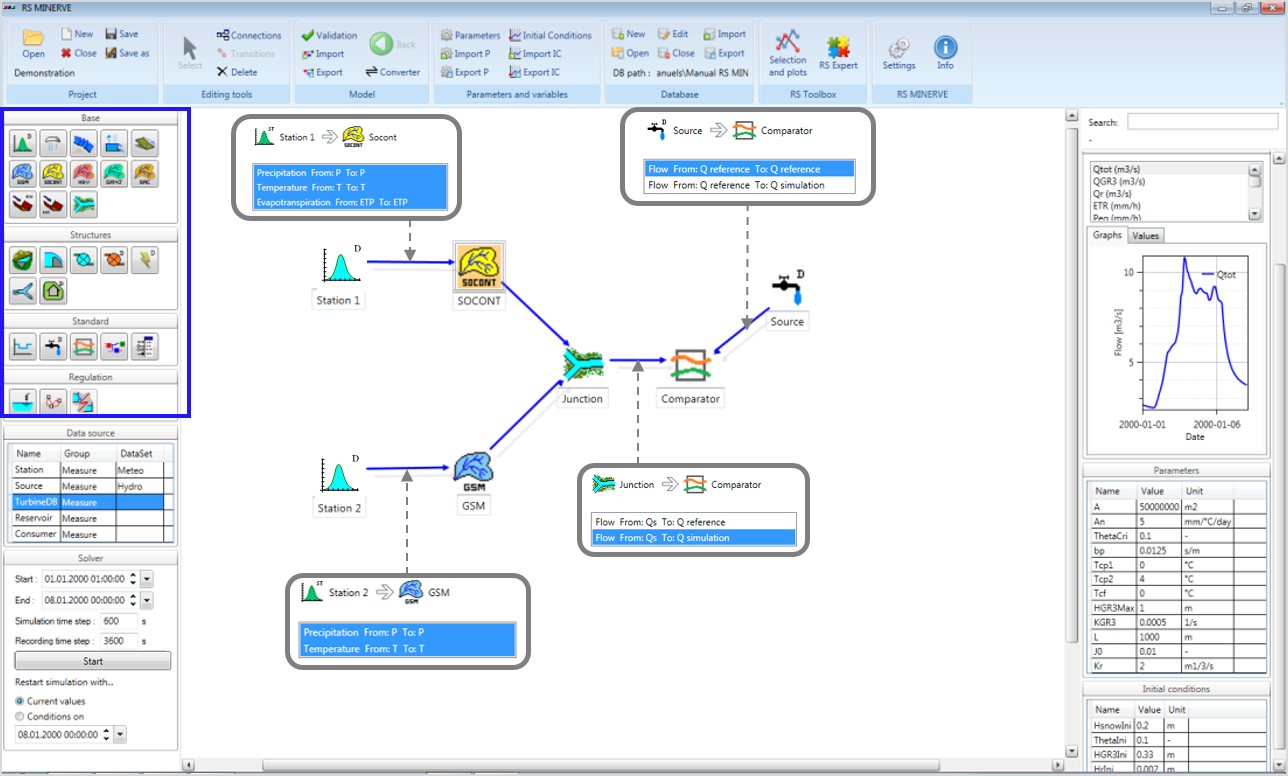 RS MINERVE
Open
New
Close
Save
Save as
Demonstration
Project
Select
Connections
Transitions
Delete
Editing tools
Validation
Import
Export
Back
Converter
Model
Parameters
Import P
Export P
Initial Conditions
Import IC
Export IC
Parameters and variables
New
Edit
Import
Open
Close
Export
DB path : anuels\Manual RS MIN
Database
Selection
and plots
RS Expert
RS Toolbox
Settings
Info
RS MINERVE
Base
D
GSM
SOCONT
HBV
GR4J
SAC
Structures
D
Standard
D
Regulation
Data source
Name Group DataSet
Station Measure Meteo
Source Measure Hydro
TurbineDB Measure
Reservoir Measure
Consumer Measure
Solver
Start : 01.01.2000 01:00:00
End : 08.01.2000 00:00:00
Simulation time step : 600 s
Recording time step : 3600 s
Start
Restart simulation with...
Current values
Conditions on
08.01.2000 00:00:00
ST
Station 1
SOCONT
Socont
Precipitation From: P To: P
Temperature From: T To: T
Evapotranspiration From: ETP To: ETP
D
Source
Comparator
Flow From: Q reference To: Q reference
Flow From: Q reference To: Q simulation
D
Station 1
SOCONT
SOCONT
D
Source
Junction
Comparator
D
Station 2
GSM
GSM
Junction
Comparator
Flow From: Qs To: Q reference
Flow From: Qs To: Q simulation
ST
Station 2
GSM
GSM
Precipitation From: P To: P
Temperature From: T To: T
Search:
-
Qtot (m3/s)
QGR3 (m3/s)
Qr (m3/s)
ETR (mm/h)
Peq (mm/h)
Graphs
Values
Qtot
10
5
Flow [m3/s]
2000-01-01
2000-01-06
Date
Parameters
Name Value Unit
A 50000000 m2
An 5 mm/°C/day
ThetaCri 0.1 -
bp 0.0125 s/m
Tcp1 0 °C
Tcp2 4 °C
Tcf 0 °C
HGR3Max 1 m
KGR3 0.0005 1/s
L 1000 m
J0 0.01 -
Kr 2 m1/3/s
Initial conditions
Name Value Unit
HsnowIni 0.2 m
ThetaIni 0.1 -
HGR3Ini 0.33 m
HrIni 0.002 m